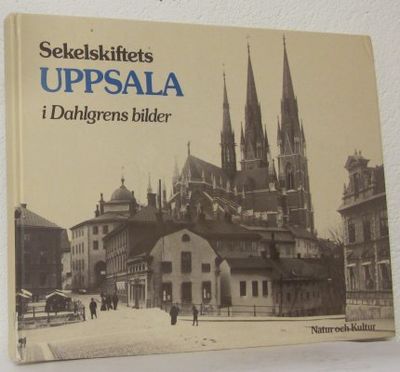 Sekelskiftets
UPPSALA
i Dahlgrens bilder
Natur och Kultur